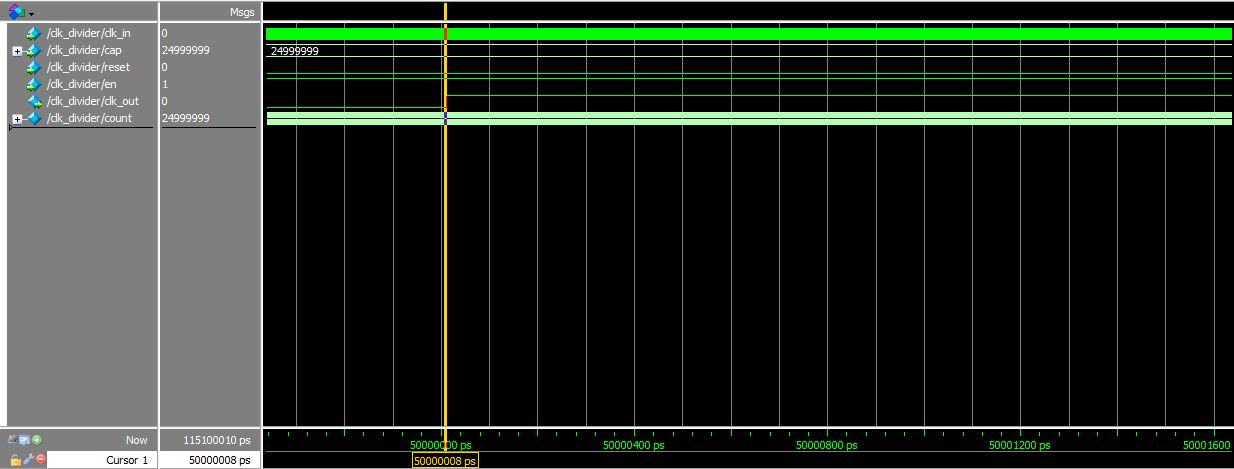 Msgs
/clk_divider/clk_in 0
/clk_divider/cap 24999999 24999999
/clk_divider/reset 0
/clk_divider/en 1
/clk_divider/clk_out 0
/clk_divider/count 24999999
Now 115100010 ps 50000000 ps 50000400 ps 50000800 ps 50001200 ps 50001600
Cursor 1 50000008 ps 50000008 ps